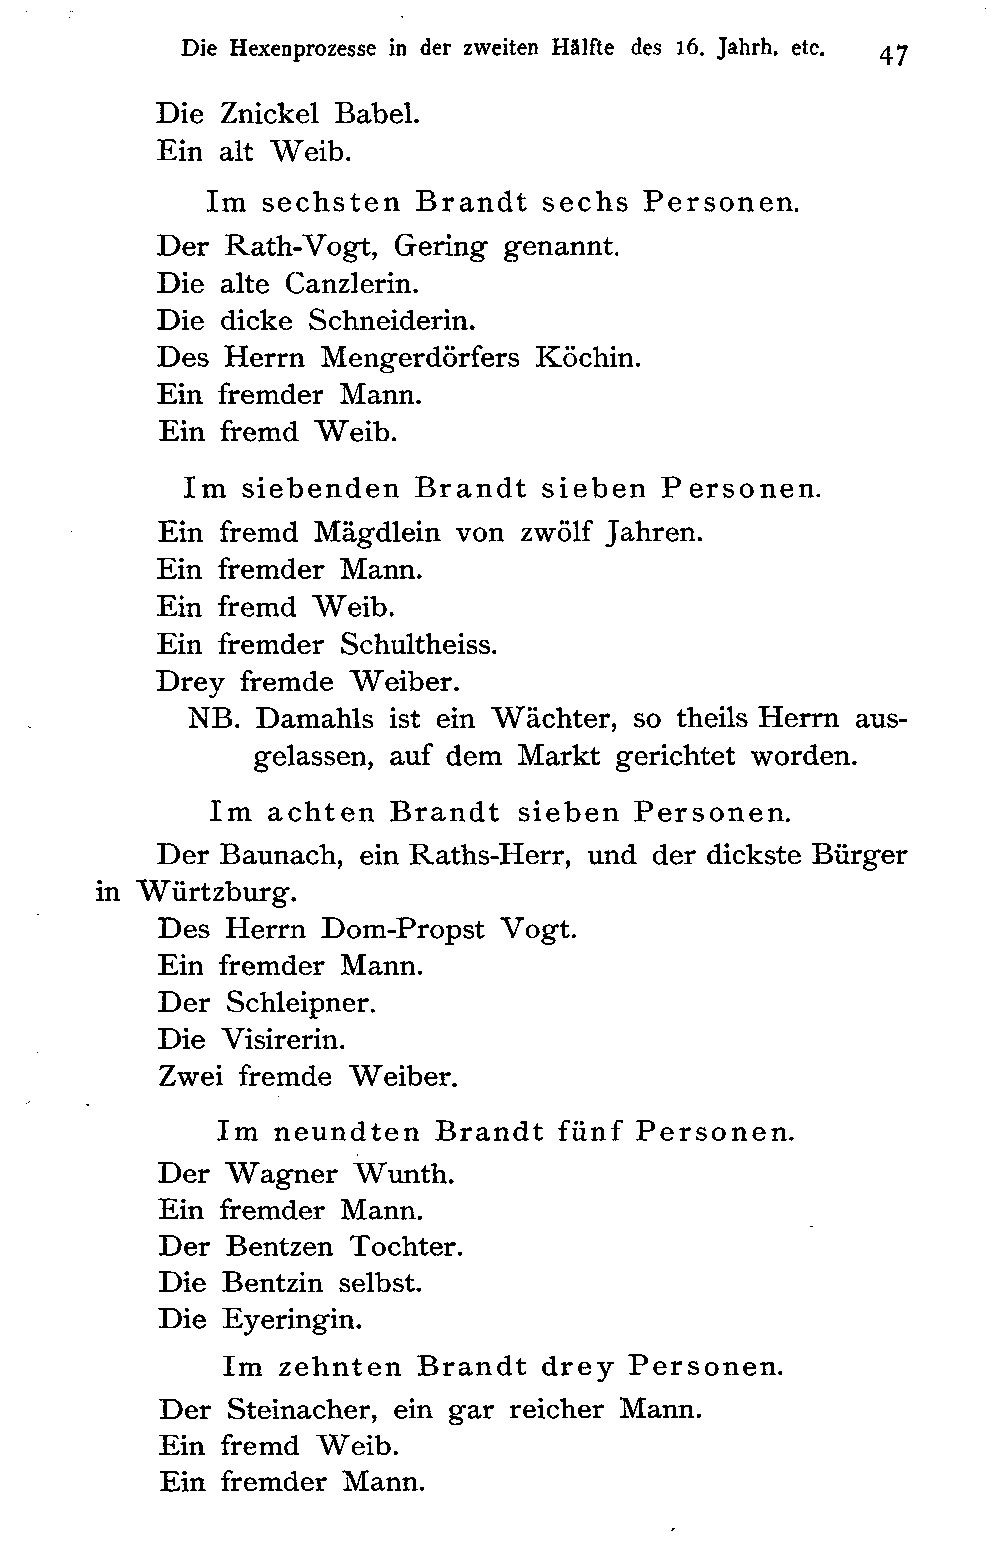 Die Hexenprozesse in der zweiten Hälfte des 16. Jahrh. etc. 47
Die Znickel Babel.
Ein alt Weib.
Im sechsten Brandt sechs Personen.
Der Rath-Vogt, Gering genannt.
Die alte Canzlerin.
Die dicke Schneiderin.
Des Herrn Mengerdörfers Köchin.
Ein fremder Mann.
Ein fremd Weib.
Im siebenden Brandt sieben Personen.
Ein fremd Mägdlein von zwölf Jahren.
Ein fremder Mann.
Ein fremd Weib.
Ein fremder Schultheiss.
Drey fremde Weiber.
NB. Damahls ist ein Wächter, so theils Herrn aus-
gelassen, auf dem Markt gerichtet worden.
Im achten Brandt sieben Personen.
Der Baunach, ein Raths-Herr, und der dickste Bürger
in Würtzburg.
Des Herrn Dom-Propst Vogt.
Ein fremder Mann.
Der Schleipner.
Die Visirerin.
Zwei fremde Weiber.
Im neundten Brandt fünf Personen.
Der Wagner Wunth.
Ein fremder Mann.
Der Bentzen Tochter.
Die Bentzin selbst.
Die Eyeringin.
Im zehnten Brandt drey Personen.
Der Steinacher, ein gar reicher Mann.
Ein fremd Weib.
Ein fremder Mann.